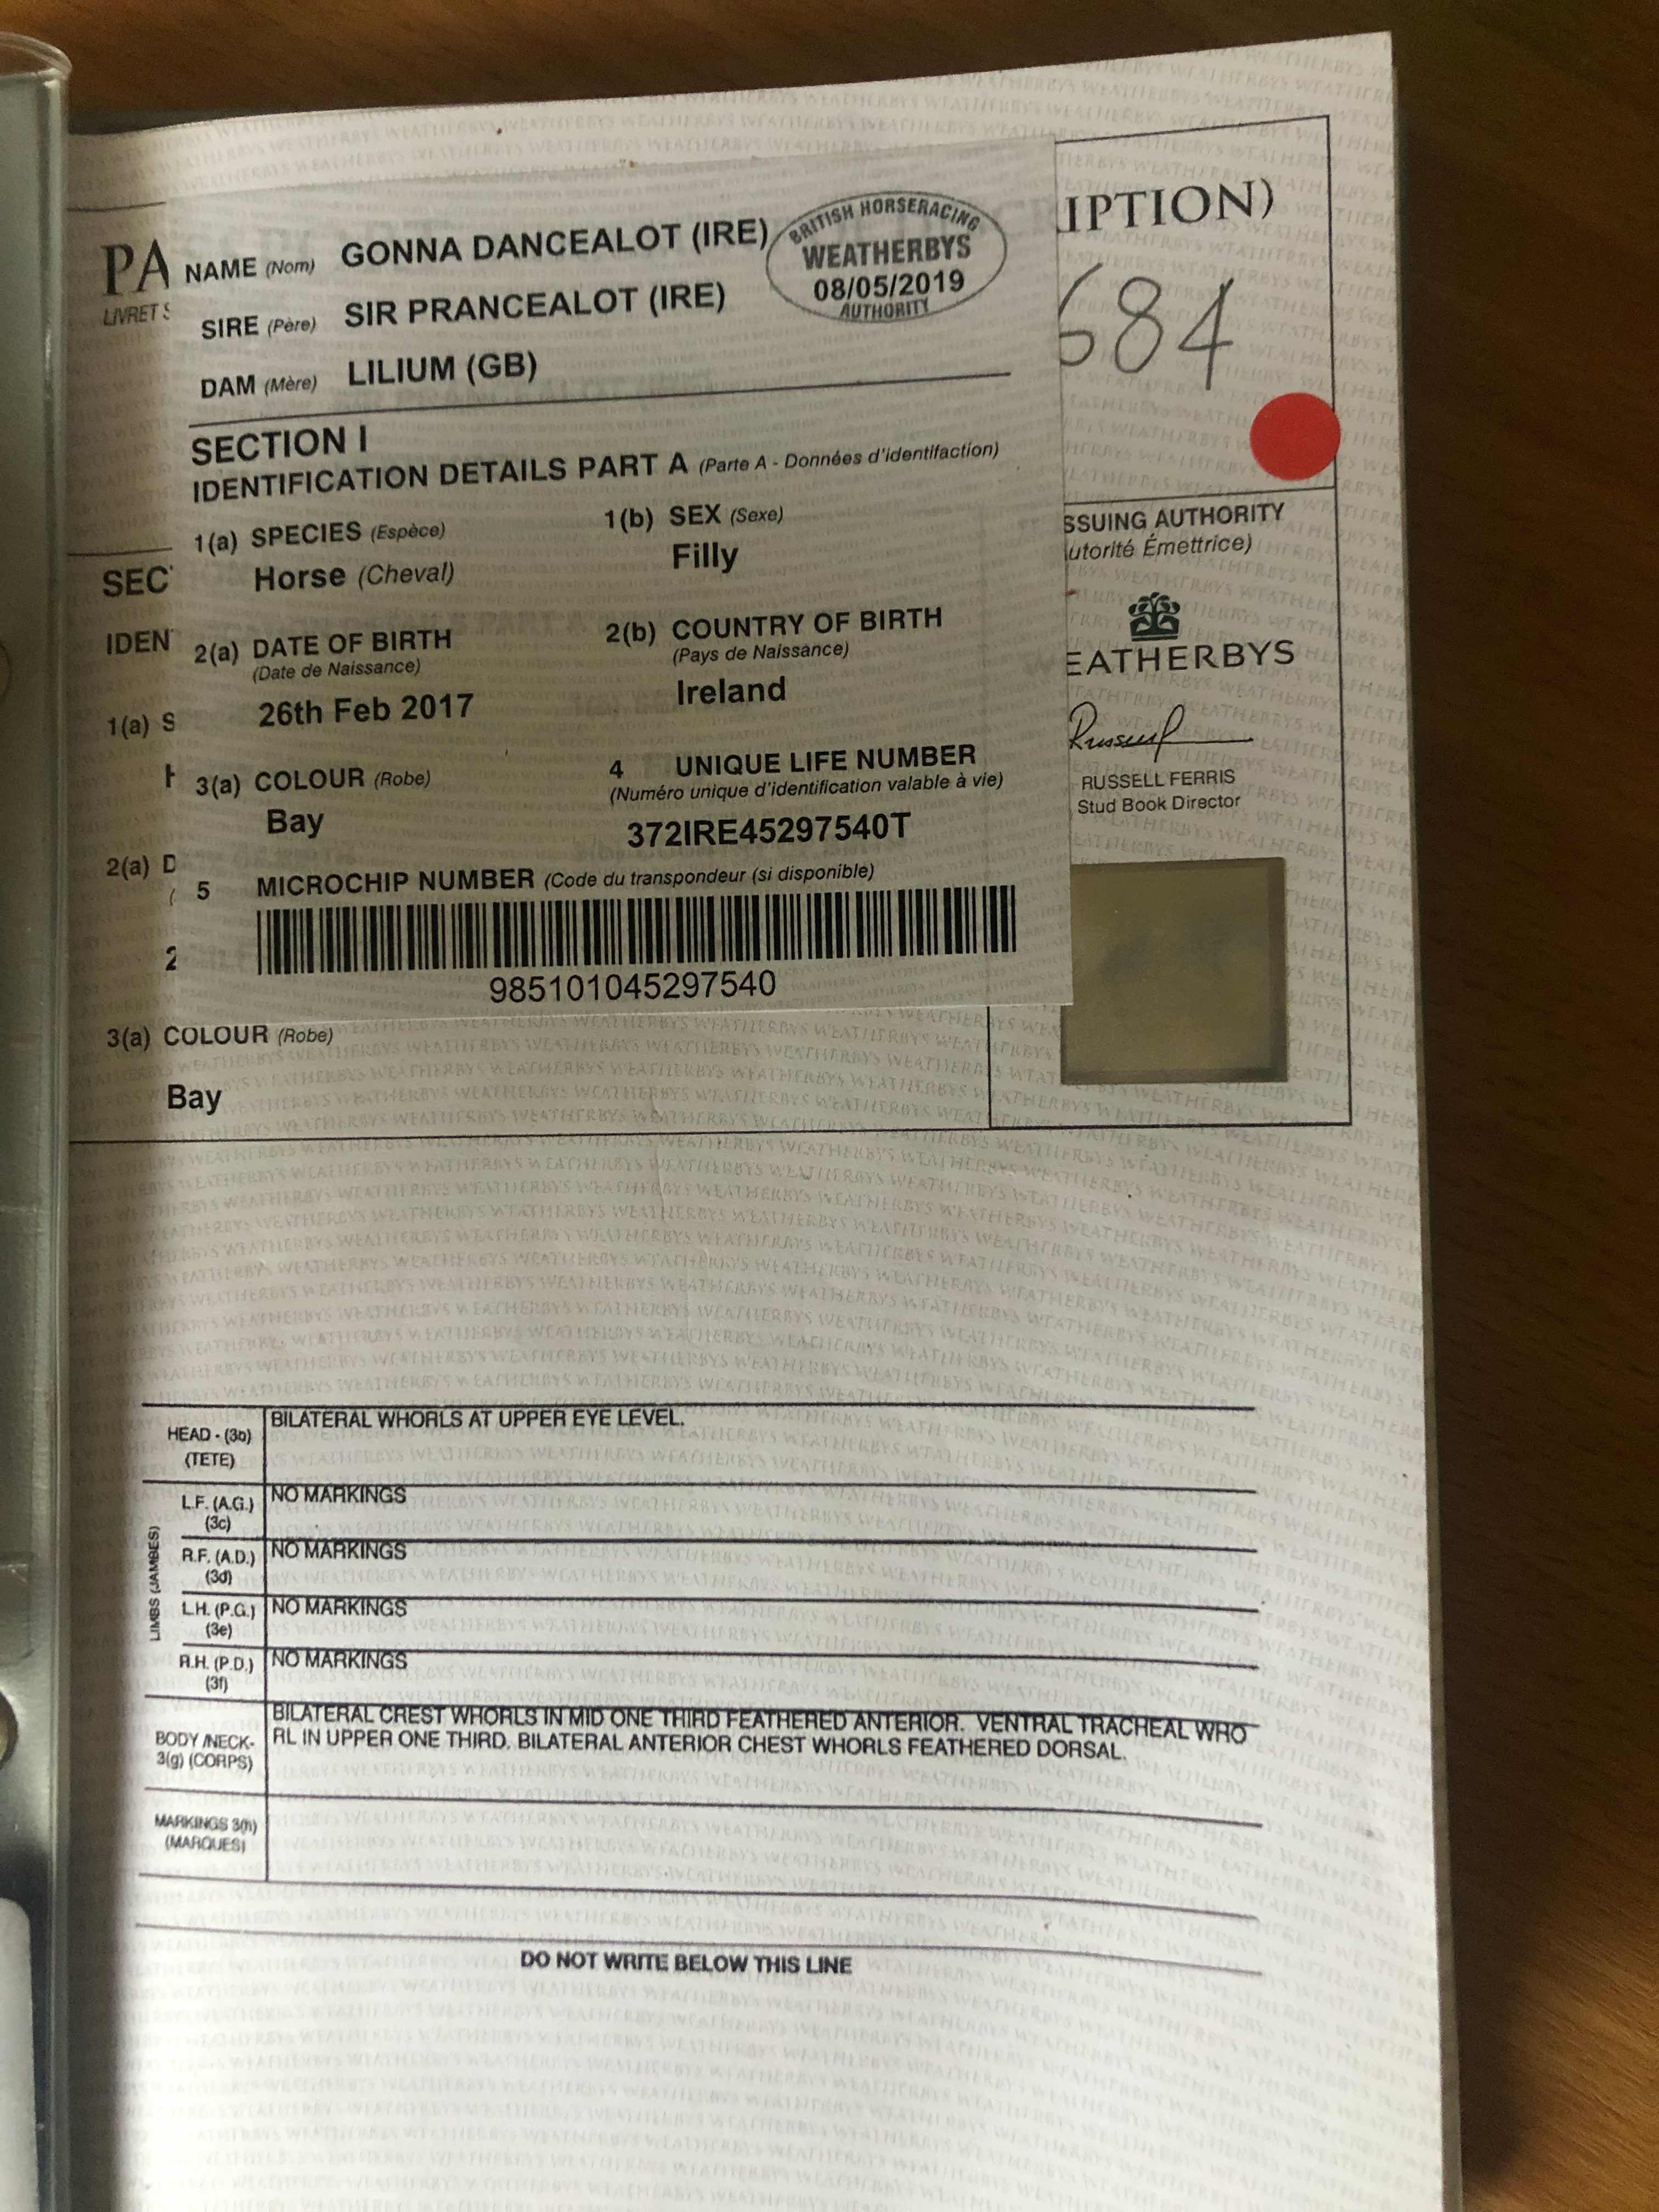 PA
LIVRET S
IPTION)
684
NAME (Nom) GONNA DANCEALOT (IRE)
SIRE (Père) SIR PRANCEALOT (IRE)
DAM (Mère) LILIUM (GB)
BRITISH HORSERACING
WEATHERBYS
08/05/2019
AUTHORITY
SECTION I
IDENTIFICATION DETAILS PART A (Parte A - Données d'identifaction)
1(a) SPECIES (Espèce)
Horse (Cheval)
1(b) SEX (Sexe)
Filly
2(a) DATE OF BIRTH
(Date de Naissance)
26th Feb 2017
2(b) COUNTRY OF BIRTH
(Pays de Naissance)
Ireland
3(a) COLOUR (Robe)
Bay
4 UNIQUE LIFE NUMBER
(Numéro unique d'identification valable à vie)
372IRE45297540T
5 MICROCHIP NUMBER (Code du transpondeur (si disponible)
985101045297540
SEC
IDEN
1(a) S
2(a) D
(
2
3(a) COLOUR (Robe)
Bay
SSUING AUTHORITY
utorité Émettrice)
EATHERBYS
RUSSELL FERRIS
Stud Book Director
HEAD - (3b)
(TETE)
BILATERAL WHORLS AT UPPER EYE LEVEL.
LIMBS (JAMBES)
L.F. (A.G.)
(3c)
NO MARKINGS
R.F. (A.D.)
(3d)
NO MARKINGS
L.H. (P.G.)
(3e)
NO MARKINGS
R.H. (P.D.)
(3f)
NO MARKINGS
BODY /NECK-
3(g) (CORPS)
BILATERAL CREST WHORLS IN MID ONE THIRD FEATHERED ANTERIOR. VENTRAL TRACHEAL WHO
RL IN UPPER ONE THIRD. BILATERAL ANTERIOR CHEST WHORLS FEATHERED DORSAL.
MARKINGS 3(h)
(MARQUES)
DO NOT WRITE BELOW THIS LINE